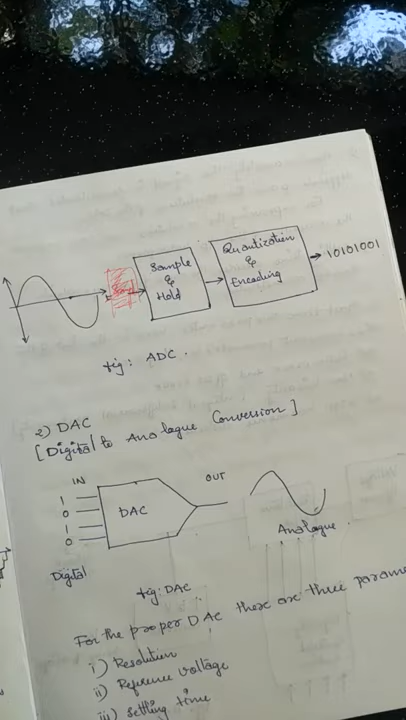 Sample
&
Hold
Quantization
&
Encoding
10101001
fig: ADC.
2) DAC
[Digital to Analogue Conversion]
IN
OUT
1
0
1
0
DAC
Analogue.
Digital
fig: DAC
For the proper DAC there are three parame
i) Resolution
ii) Reference voltage
iii) Settling time